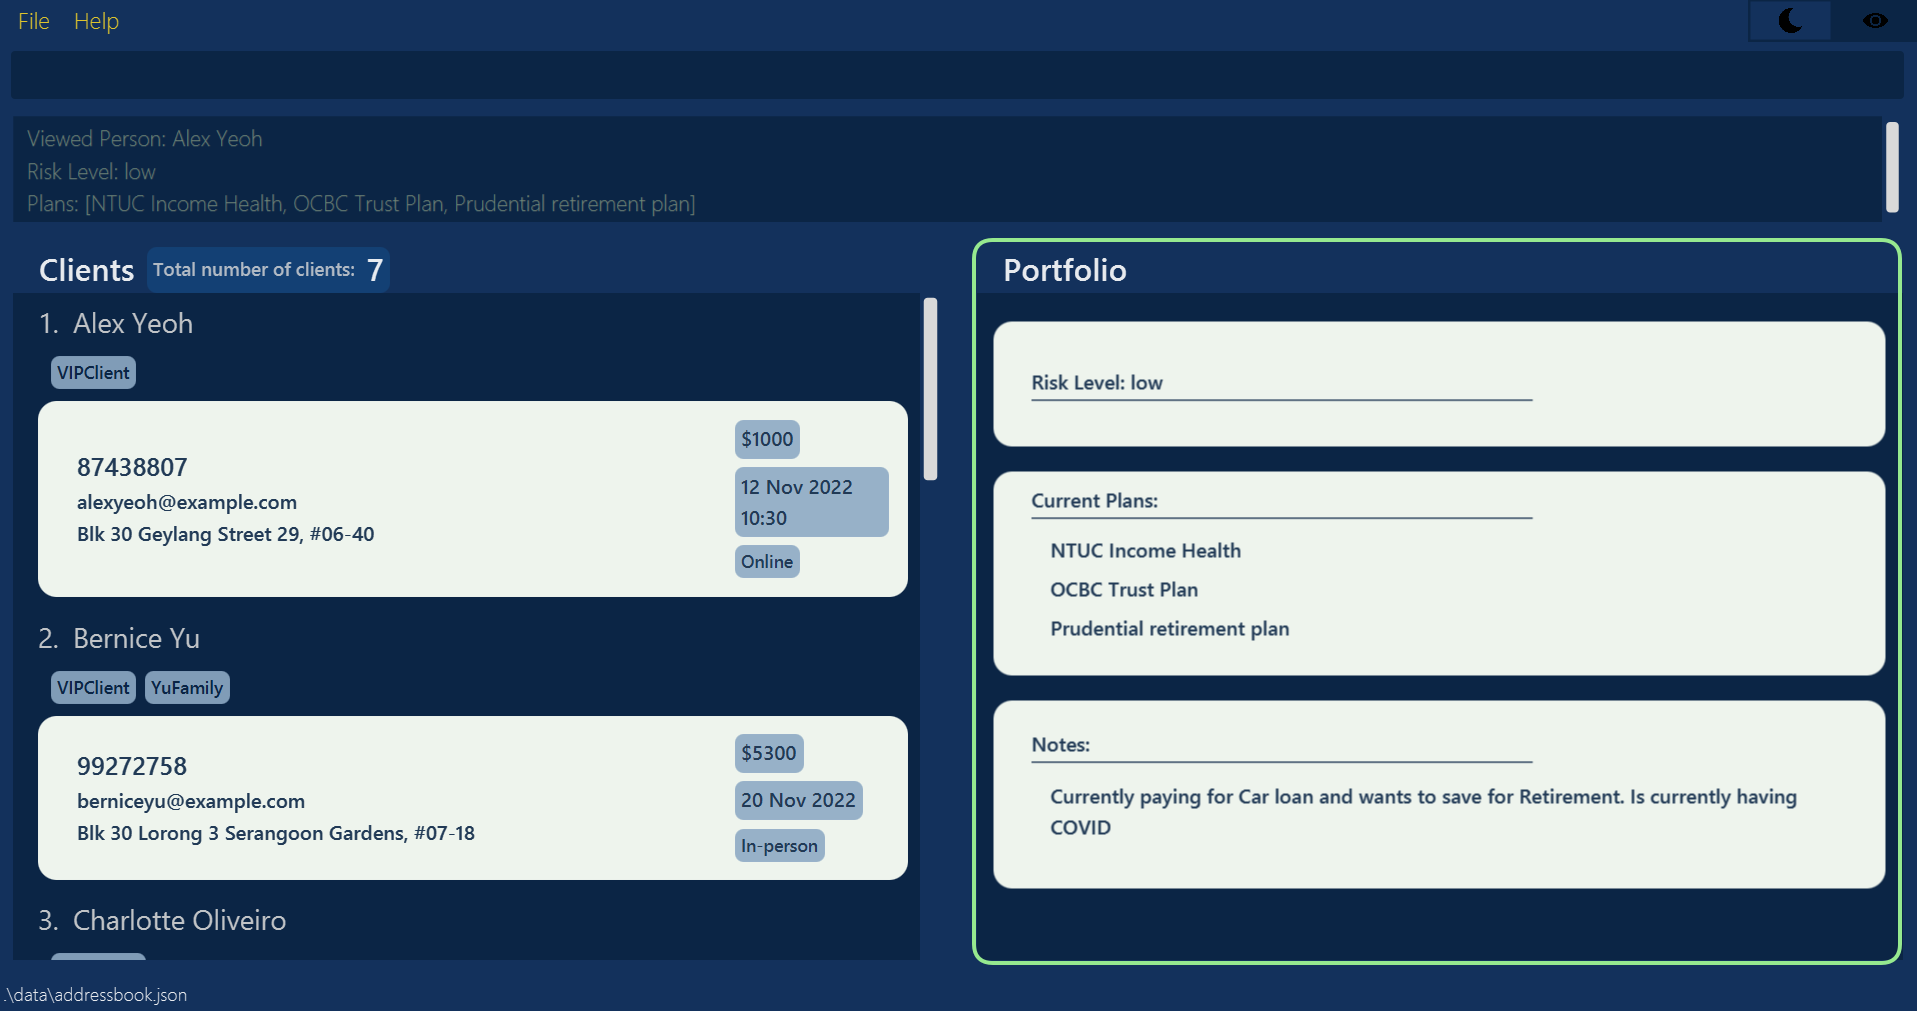 File Help
Viewed Person: Alex Yeoh
Risk Level: low
Plans: [NTUC Income Health, OCBC Trust Plan, Prudential retirement plan]
Clients Total number of clients: 7
1. Alex Yeoh
VIPClient
87438807
alexyeoh@example.com
Blk 30 Geylang Street 29, #06-40
$1000
12 Nov 2022
10:30
Online
2. Bernice Yu
VIPClient YuFamily
99272758
berniceyu@example.com
Blk 30 Lorong 3 Serangoon Gardens, #07-18
$5300
20 Nov 2022
In-person
3. Charlotte Oliveiro
Portfolio
Risk Level: low
Current Plans:
NTUC Income Health
OCBC Trust Plan
Prudential retirement plan
Notes:
Currently paying for Car loan and wants to save for Retirement. Is currently having
COVID
.\data\addressbook.json